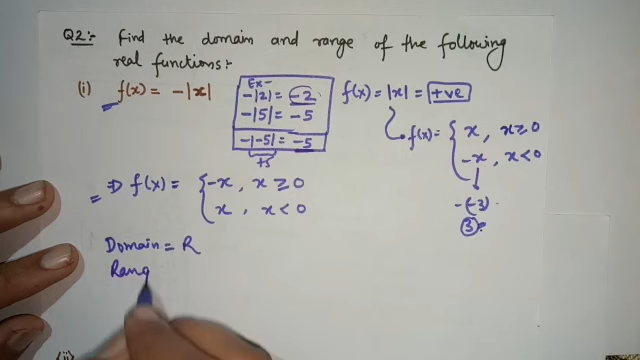 Q2:- Find the domain and range of the following
real functions:-
(i) f(x) = -|x|
Ex-
-|2| = -2
-|5| = -5
-|-5| = -5
+5
f(x) = |x| = +ve
f(x) = { x, x ≥ 0
-x, x < 0
-(-3)
3
⇒ f(x) = { -x, x ≥ 0
x, x < 0
Domain = R
Rang
(ii)